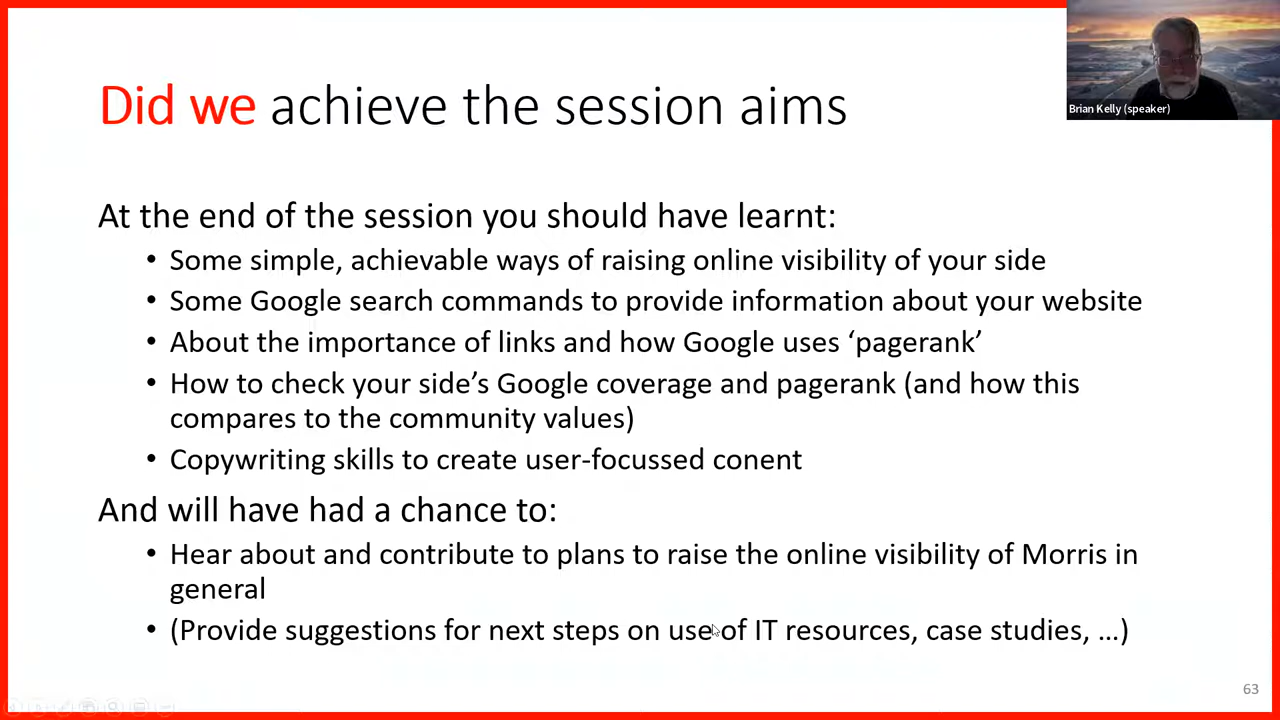 Did we achieve the session aims
Brian Kelly (speaker)
At the end of the session you should have learnt:
• Some simple, achievable ways of raising online visibility of your side
• Some Google search commands to provide information about your website
• About the importance of links and how Google uses ‘pagerank’
• How to check your side’s Google coverage and pagerank (and how this
compares to the community values)
• Copywriting skills to create user-focussed conent
And will have had a chance to:
• Hear about and contribute to plans to raise the online visibility of Morris in
general
• (Provide suggestions for next steps on use of IT resources, case studies, …)
63